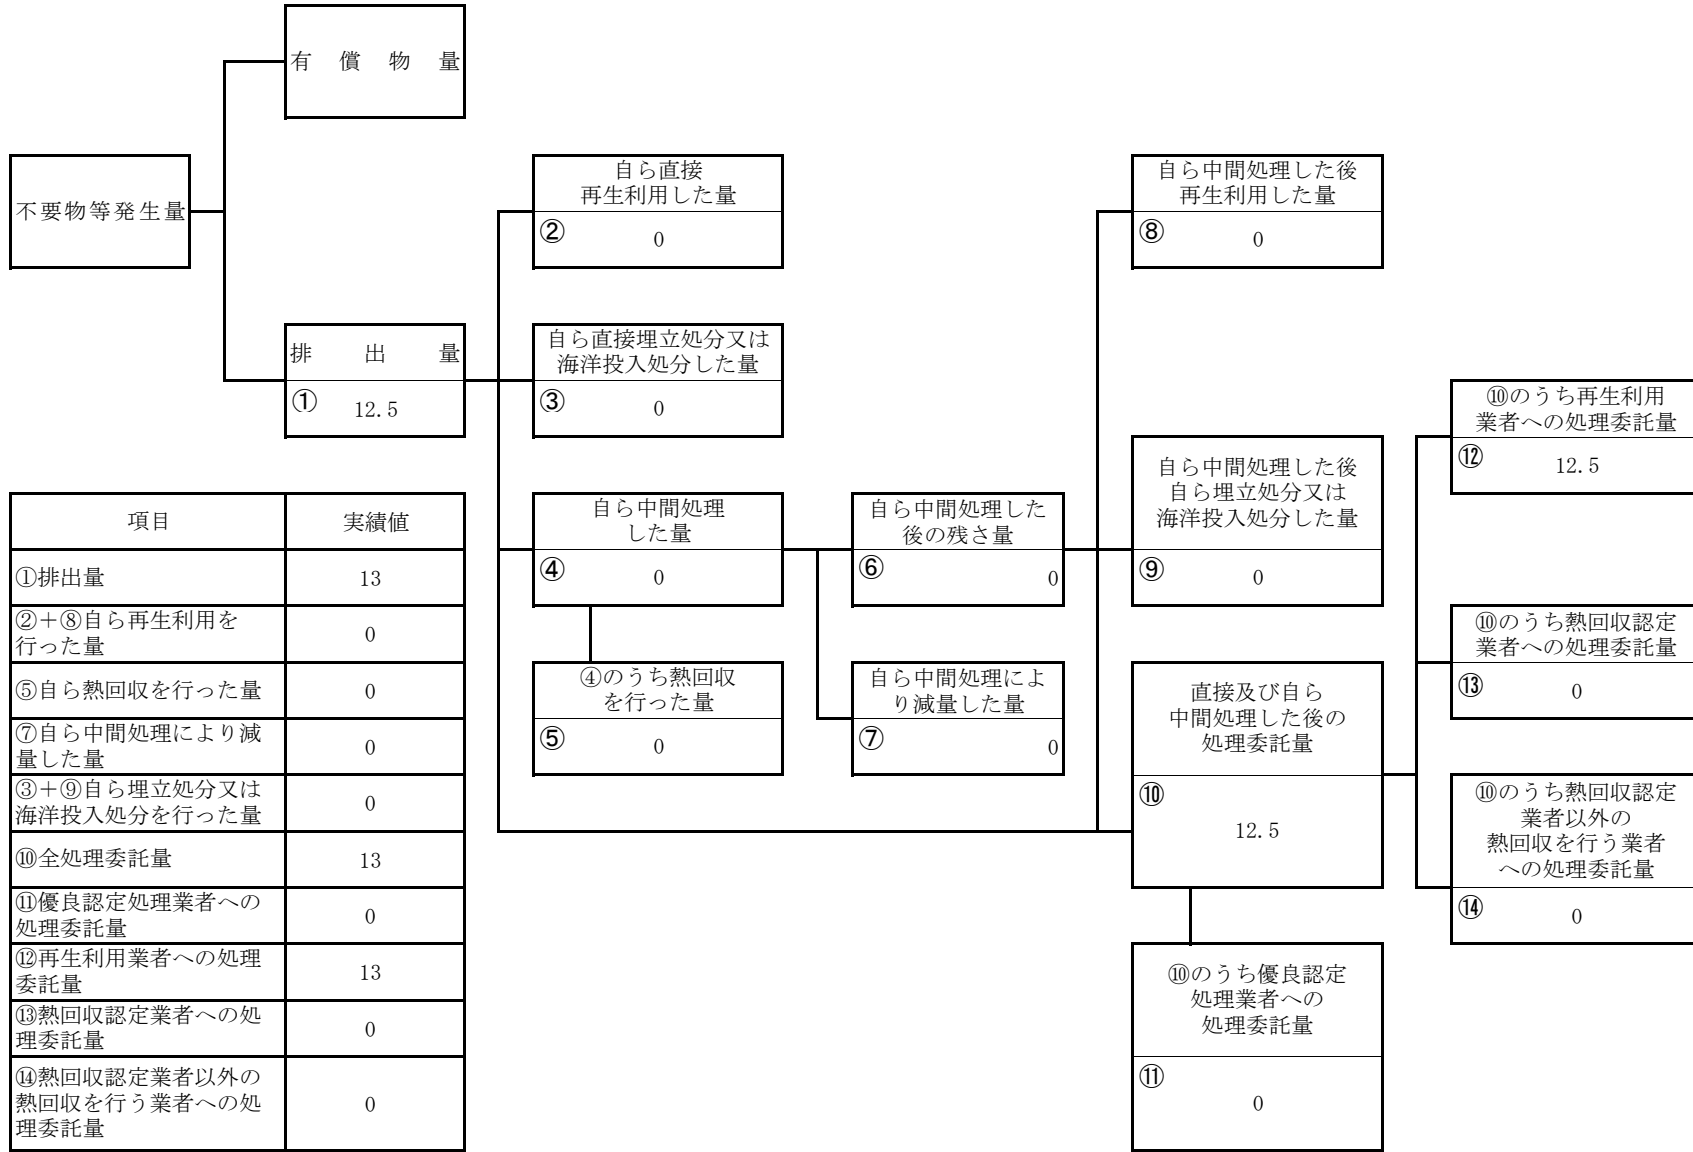 有償物量
不要物等発生量
排出量
① 12.5
自ら直接
再生利用した量
② 0
自ら直接埋立処分又は
海洋投入処分した量
③ 0
自ら中間処理
した量
④ 0
④のうち熱回収
を行った量
⑤ 0
自ら中間処理した
後の残さ量
⑥ 0
自ら中間処理によ
り減量した量
⑦ 0
自ら中間処理した後
再生利用した量
⑧ 0
自ら中間処理した後
自ら埋立処分又は
海洋投入処分した量
⑨ 0
直接及び自ら
中間処理した後の
処理委託量
⑩
12.5
⑩のうち優良認定
処理業者への
処理委託量
⑪
0
⑩のうち再生利用
業者への処理委託量
⑫ 12.5
⑩のうち熱回収認定
業者への処理委託量
⑬ 0
⑩のうち熱回収認定
業者以外の
熱回収を行う業者
への処理委託量
⑭ 0
項目 実績値
①排出量 13
②+⑧自ら再生利用を
行った量 0
⑤自ら熱回収を行った量 0
⑦自ら中間処理により減
量した量 0
③+⑨自ら埋立処分又は
海洋投入処分を行った量 0
⑩全処理委託量 13
⑪優良認定処理業者への
処理委託量 0
⑫再生利用業者への処理
委託量 13
⑬熱回収認定業者への処
理委託量 0
⑭熱回収認定業者以外の
熱回収を行う業者への処
理委託量 0